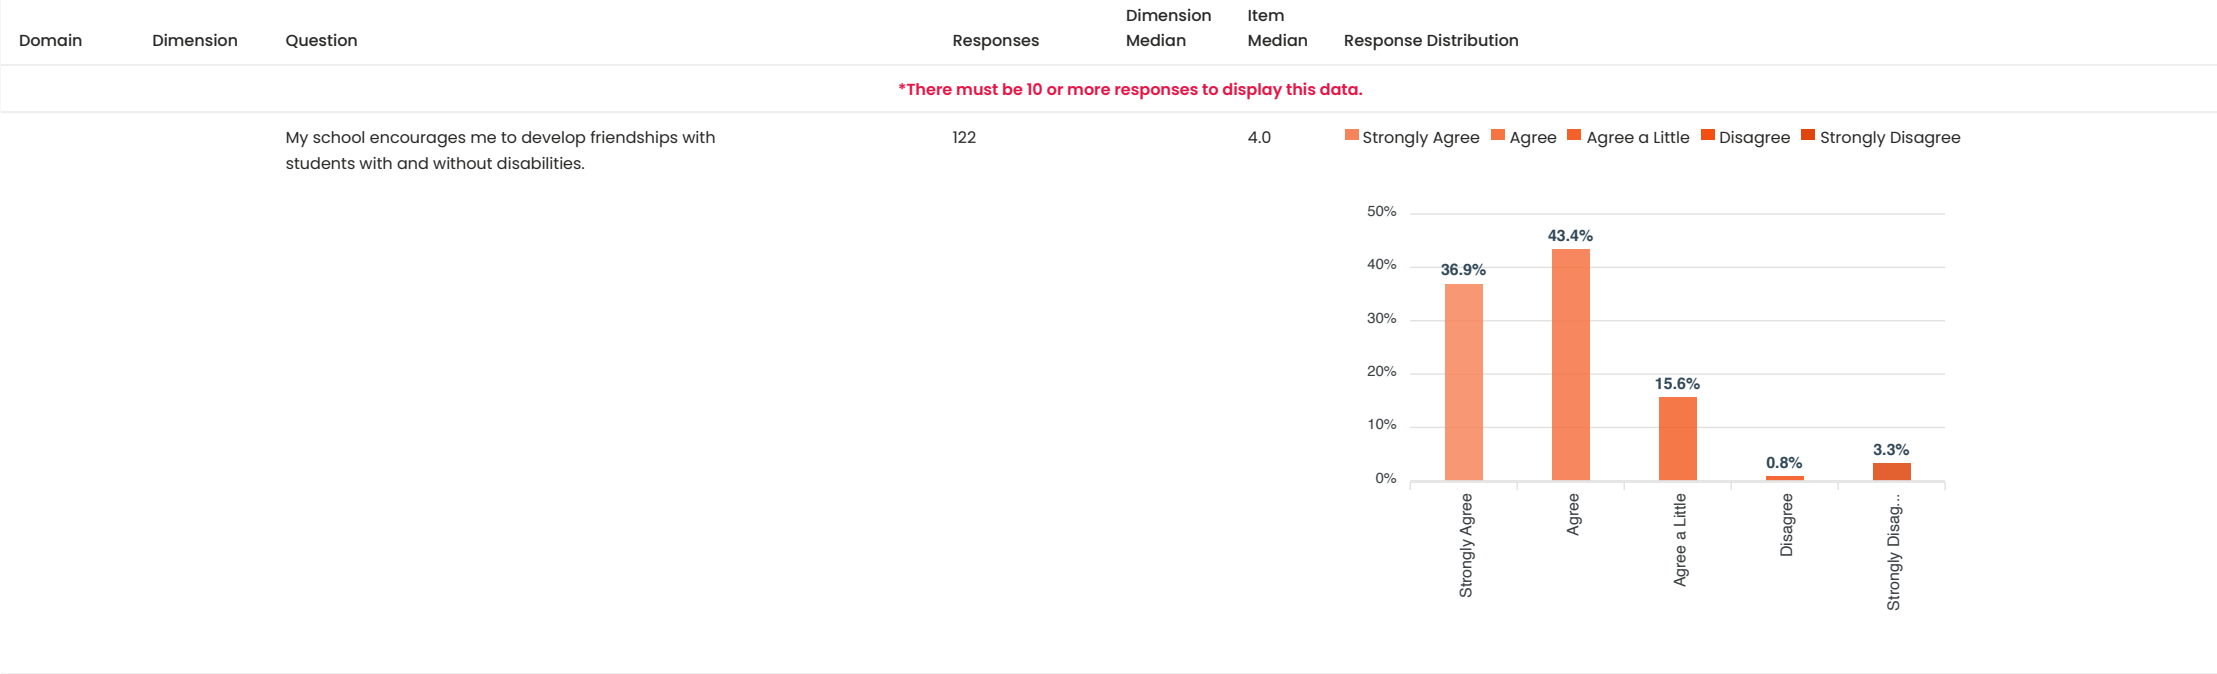 Domain Dimension Question Responses Dimension Median Item Median Response Distribution
*There must be 10 or more responses to display this data.
My school encourages me to develop friendships with
students with and without disabilities.
122
4.0
Strongly Agree Agree Agree a Little Disagree Strongly Disagree
50%
40%
30%
20%
10%
0%
36.9%
43.4%
15.6%
0.8%
3.3%
Strongly Agree
Agree
Agree a Little
Disagree
Strongly Disag...